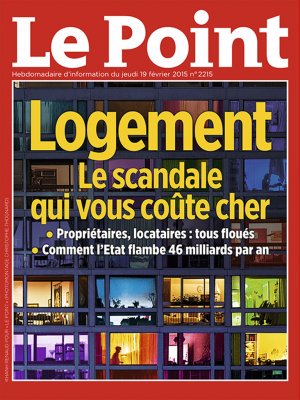 Le Point
Hebdomadaire d'information du jeudi 19 février 2015 n° 2215
Logement
Le scandale
qui vous coûte cher
• Propriétaires, locataires : tous floués
• Comment l'Etat flambe 46 milliards par an